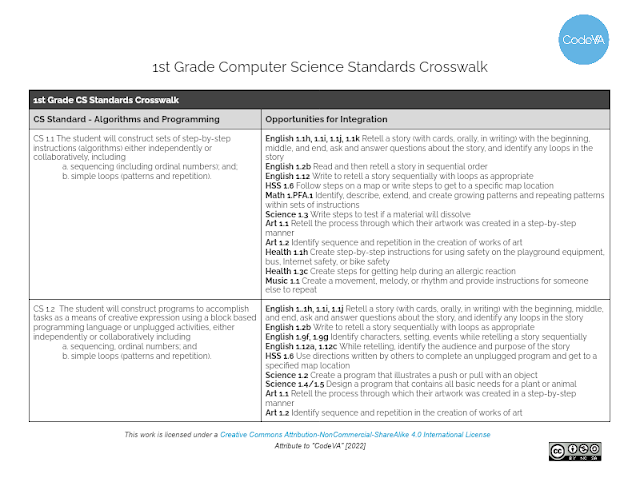 CodeVA
1st Grade Computer Science Standards Crosswalk
1st Grade CS Standards Crosswalk
CS Standard - Algorithms and Programming
Opportunities for Integration
CS 1.1 The student will construct sets of step-by-step
instructions (algorithms) either independently or
collaboratively, including
a. sequencing (including ordinal numbers); and,
b. simple loops (patterns and repetition).
English 1.1h, 1.1i, 1.1j, 1.1k Retell a story (with cards, orally, in writing) with the beginning,
middle, and end, ask and answer questions about the story, and identify any loops in the
story
English 1.2b Read and then retell a story in sequential order
English 1.12 Write to retell a story sequentially with loops as appropriate
HSS 1.6 Follow steps on a map or write steps to get to a specific map location
Math 1.PFA.1 Identify, describe, extend, and create growing patterns and repeating patterns
within sets of instructions
Science 1.3 Write steps to test if a material will dissolve
Art 1.1 Retell the process through which their artwork was created in a step-by-step
manner
Art 1.2 Identify sequence and repetition in the creation of works of art
Health 1.1h Create step-by-step instructions for using safety on the playground equipment,
bus, Internet safety, or bike safety
Health 1.3c Create steps for getting help during an allergic reaction
Music 1.1 Create a movement, melody, or rhythm and provide instructions for someone
else to repeat
CS 1.2 The student will construct programs to accomplish
tasks as a means of creative expression using a block based
programming language or unplugged activities, either
independently or collaboratively including
a. sequencing, ordinal numbers; and
b. simple loops (patterns and repetition).
English 1..1h, 1.1i, 1.1j Retell a story (with cards, orally, in writing) with the beginning, middle,
and end, ask and answer questions about the story, and identify any loops in the story
English 1.2b Write to retell a story sequentially with loops as appropriate
English 1.9f, 1.9g Identify characters, setting, events while retelling a story sequentially
English 1.12a, 1.12c While retelling, identify the audience and purpose of the story
HSS 1.6 Use directions written by others to complete an unplugged program and get to a
specified map location
Science 1.2 Create a program that illustrates a push or pull with an object
Science 1.4/1.5 Design a program that contains all basic needs for a plant or animal
Art 1.1 Retell the process through which their artwork was created in a step-by-step
manner
Art 1.2 Identify sequence and repetition in the creation of works of art
This work is licensed under a Creative Commons Attribution-NonCommercial-ShareAlike 4.0 International License
Attribute to "CodeVA" [2022]
CC
BY NC SA